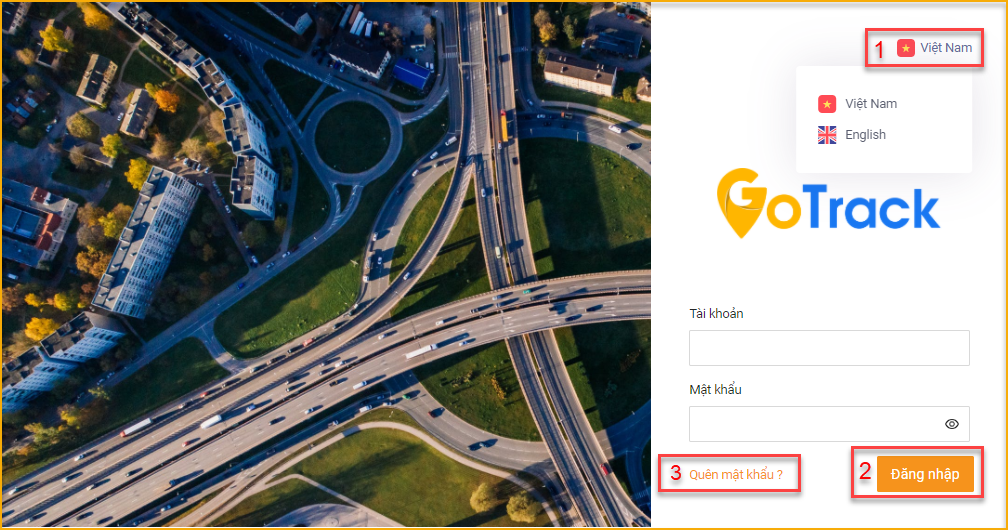 1 Việt Nam
Việt Nam
English
GoTrack
Tài khoản
Mật khẩu
3 Quên mật khẩu ?
2 Đăng nhập